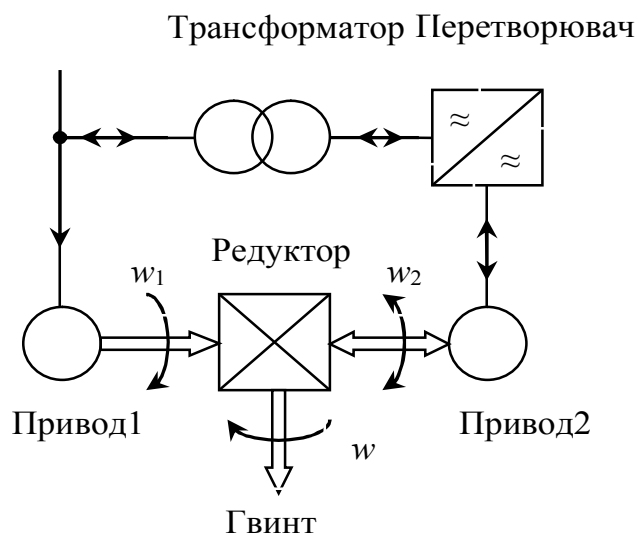 Трансформатор Перетворювач
≈
≈
Редуктор
w1 w2
Привод1 Привод2
w
Гвинт